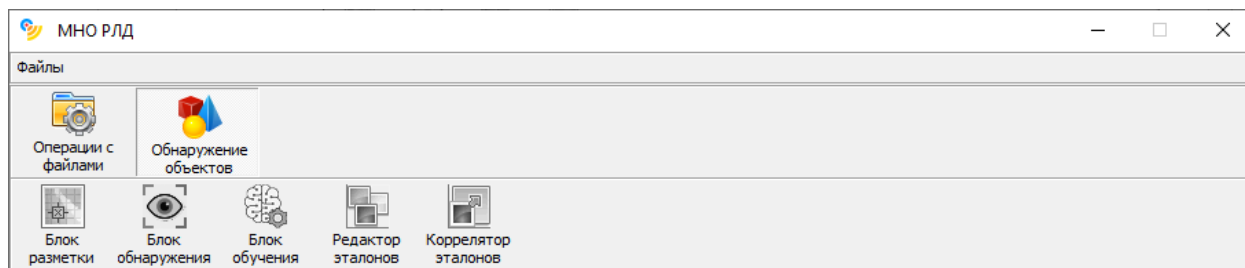 МНО РЛД
Файлы
Операции с
файлами
Обнаружение
объектов
Блок
разметки
Блок
обнаружения
Блок
обучения
Редактор
эталонов
Коррелятор
эталонов